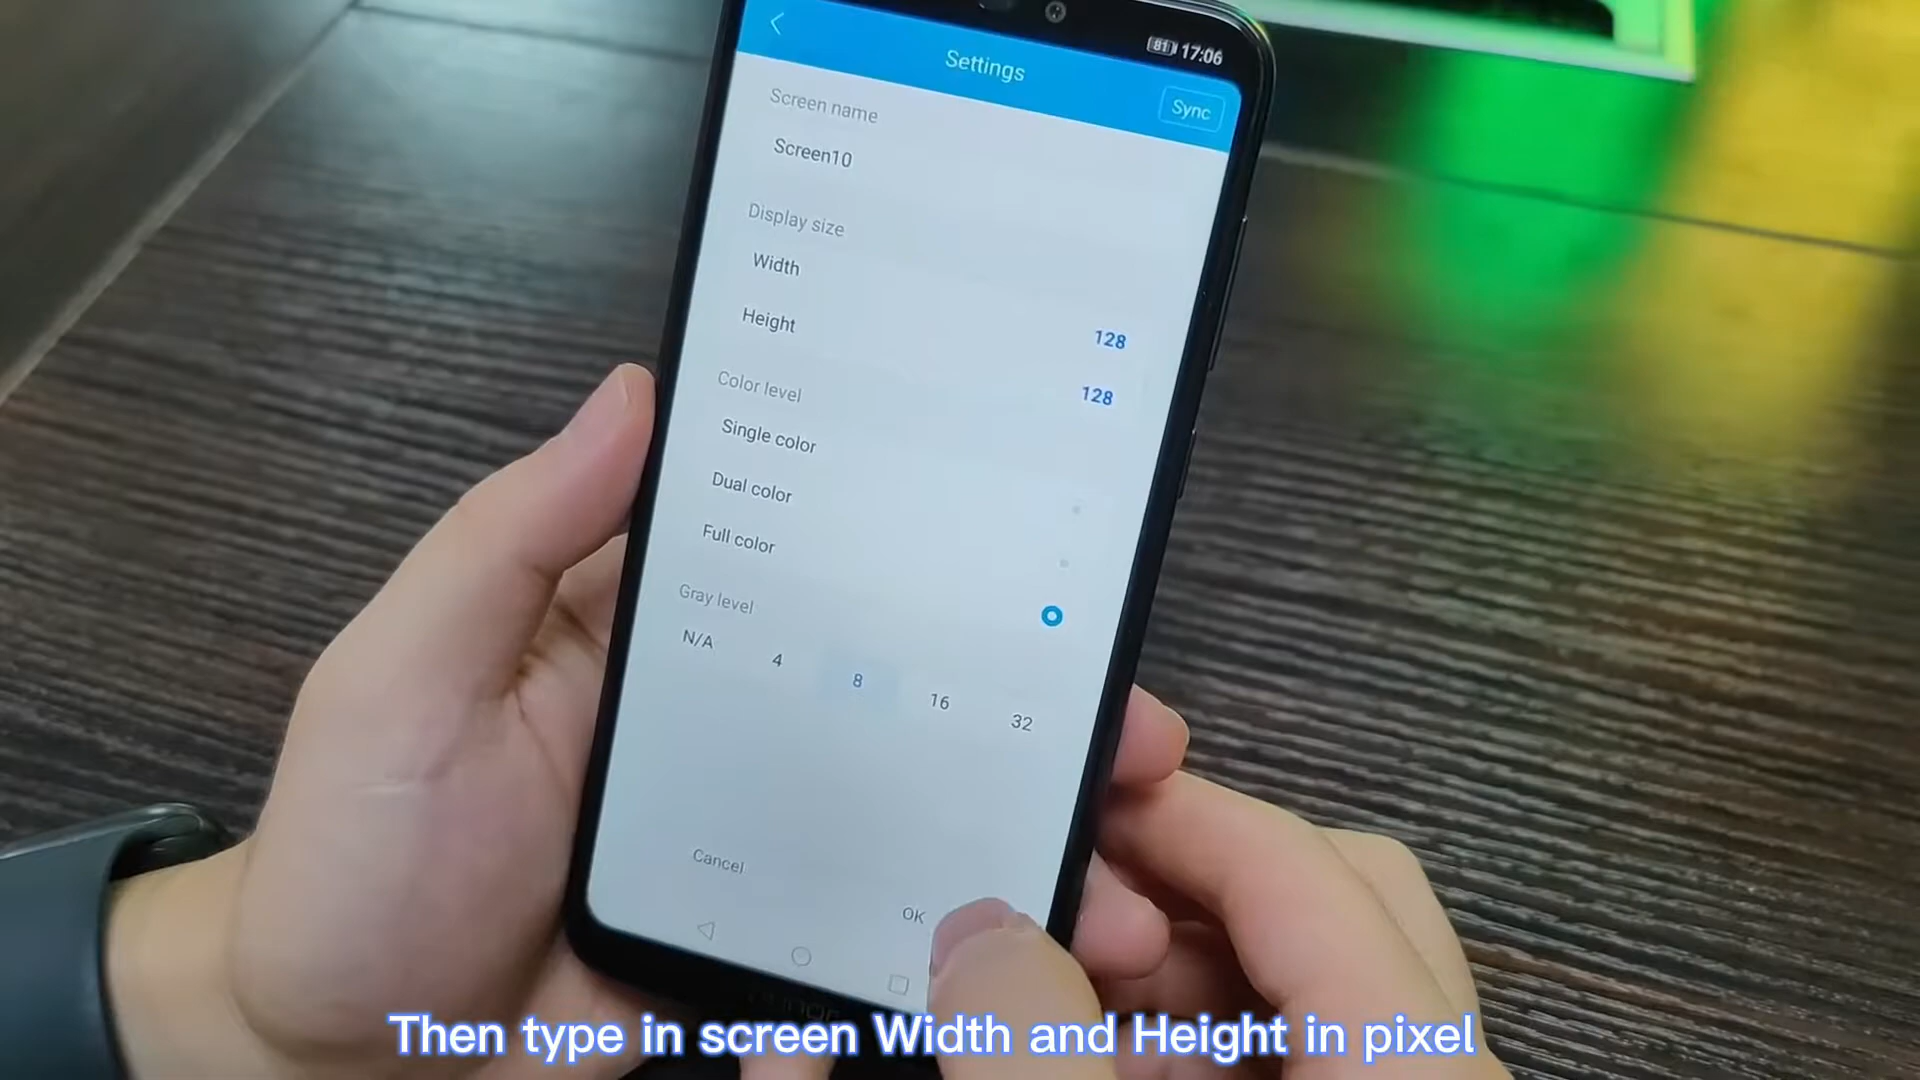 81 17:06
Settings
Sync
Screen name
Screen10
Display size
Width 128
Height 128
Color level
Single color
Dual color
Full color
Gray level
N/A 4 8 16 32
Cancel OK
Then type in screen Width and Height in pixel